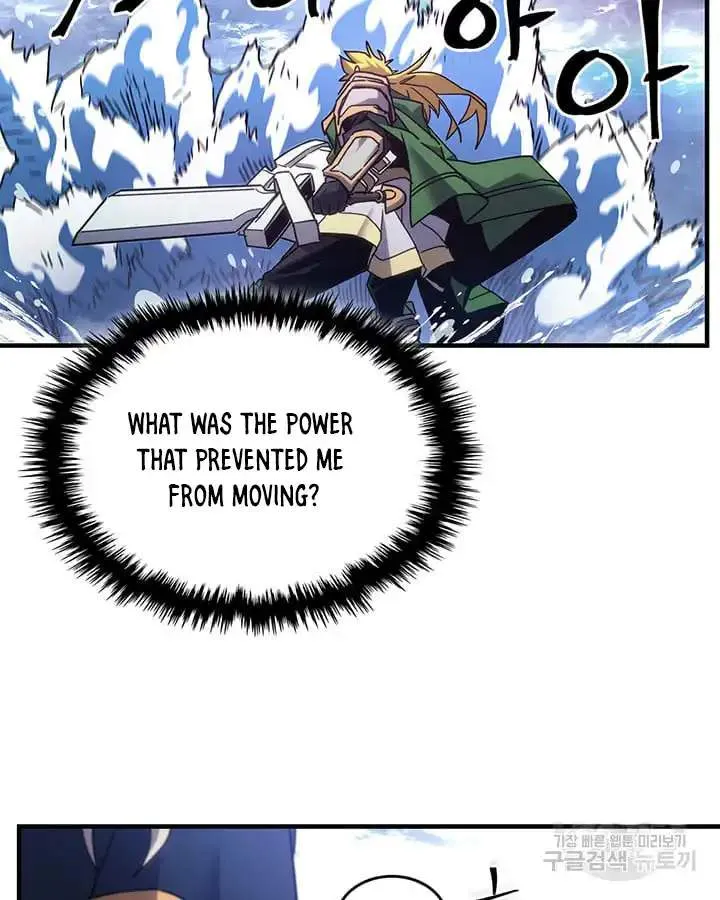 야
아
WHAT WAS THE POWER
THAT PREVENTED ME
FROM MOVING?
가장 빠른 웹툰 미리보기
구글검색 뉴토끼